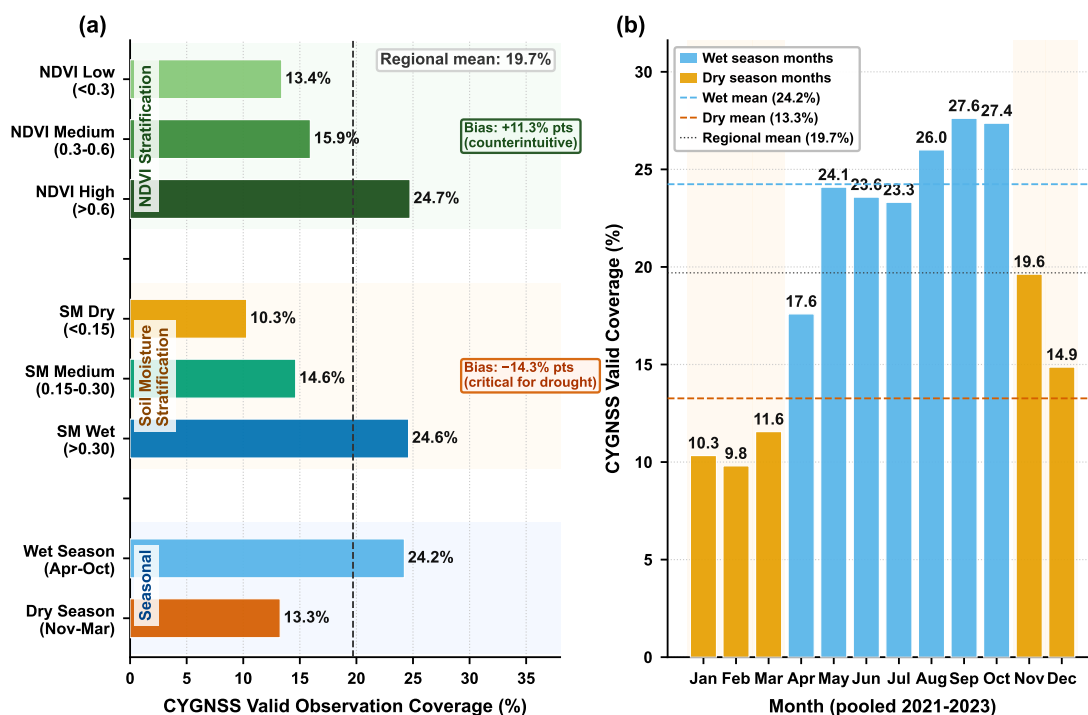 (a)
Regional mean: 19.7%
NDVI Stratification
NDVI Low
(<0.3)
13.4%
NDVI Medium
(0.3-0.6)
15.9%
Bias: +11.3% pts
(counterintuitive)
NDVI High
(>0.6)
24.7%
Soil Moisture
Stratification
SM Dry
(<0.15)
10.3%
SM Medium
(0.15-0.30)
14.6%
Bias: −14.3% pts
(critical for drought)
SM Wet
(>0.30)
24.6%
Seasonal
Wet Season
(Apr-Oct)
24.2%
Dry Season
(Nov-Mar)
13.3%
0 5 10 15 20 25 30 35
CYGNSS Valid Observation Coverage (%)
(b)
Wet season months
Dry season months
Wet mean (24.2%)
Dry mean (13.3%)
Regional mean (19.7%)
CYGNSS Valid Coverage (%)
30
25
20
15
10
5
0
10.3
9.8
11.6
17.6
24.1
23.6
23.3
26.0
27.6
27.4
19.6
14.9
Jan Feb Mar Apr May Jun Jul Aug Sep Oct Nov Dec
Month (pooled 2021-2023)